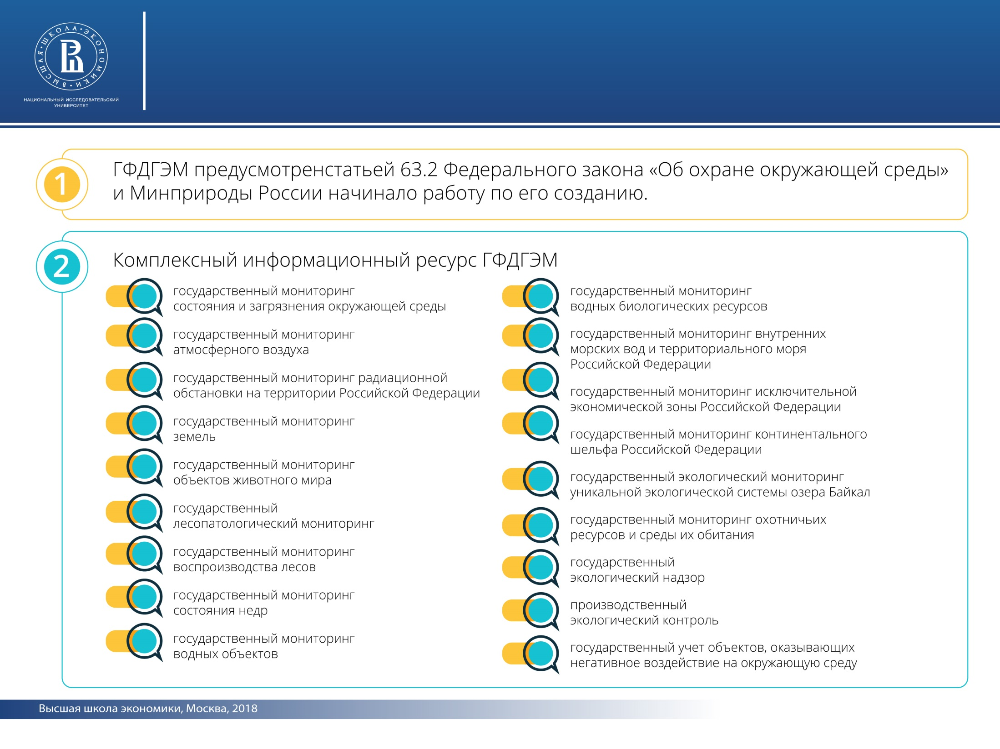 ВЫСШАЯ · ШКОЛА · ЭКОНОМИКИ ·
НАЦИОНАЛЬНЫЙ ИССЛЕДОВАТЕЛЬСКИЙ
УНИВЕРСИТЕТ
1
ГФДГЭМ предусмотренстатьей 63.2 Федерального закона «Об охране окружающей среды»
и Минприроды России начинало работу по его созданию.
2
Комплексный информационный ресурс ГФДГЭМ
государственный мониторинг
состояния и загрязнения окружающей среды
государственный мониторинг
атмосферного воздуха
государственный мониторинг радиационной
обстановки на территории Российской Федерации
государственный мониторинг
земель
государственный мониторинг
объектов животного мира
государственный
лесопатологический мониторинг
государственный мониторинг
воспроизводства лесов
государственный мониторинг
состояния недр
государственный мониторинг
водных объектов
государственный мониторинг
водных биологических ресурсов
государственный мониторинг внутренних
морских вод и территориального моря
Российской Федерации
государственный мониторинг исключительной
экономической зоны Российской Федерации
государственный мониторинг континентального
шельфа Российской Федерации
государственный экологический мониторинг
уникальной экологической системы озера Байкал
государственный мониторинг охотничьих
ресурсов и среды их обитания
государственный
экологический надзор
производственный
экологический контроль
государственный учет объектов, оказывающих
негативное воздействие на окружающую среду
Высшая школа экономики, Москва, 2018